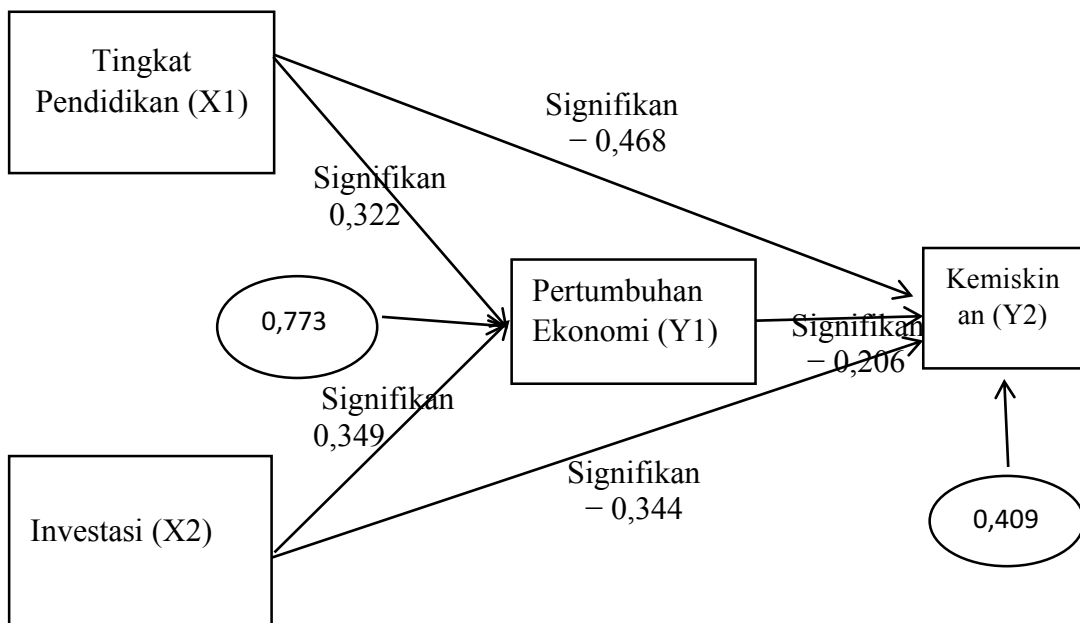 Tingkat
Pendidikan (X1)
Signifikan
− 0,468
Signifikan
0,322
Pertumbuhan
Ekonomi (Y1)
Kemiskin
an (Y2)
0,773
Signifikan
− 0,206
Signifikan
0,349
Signifikan
− 0,344
Investasi (X2)
0,409